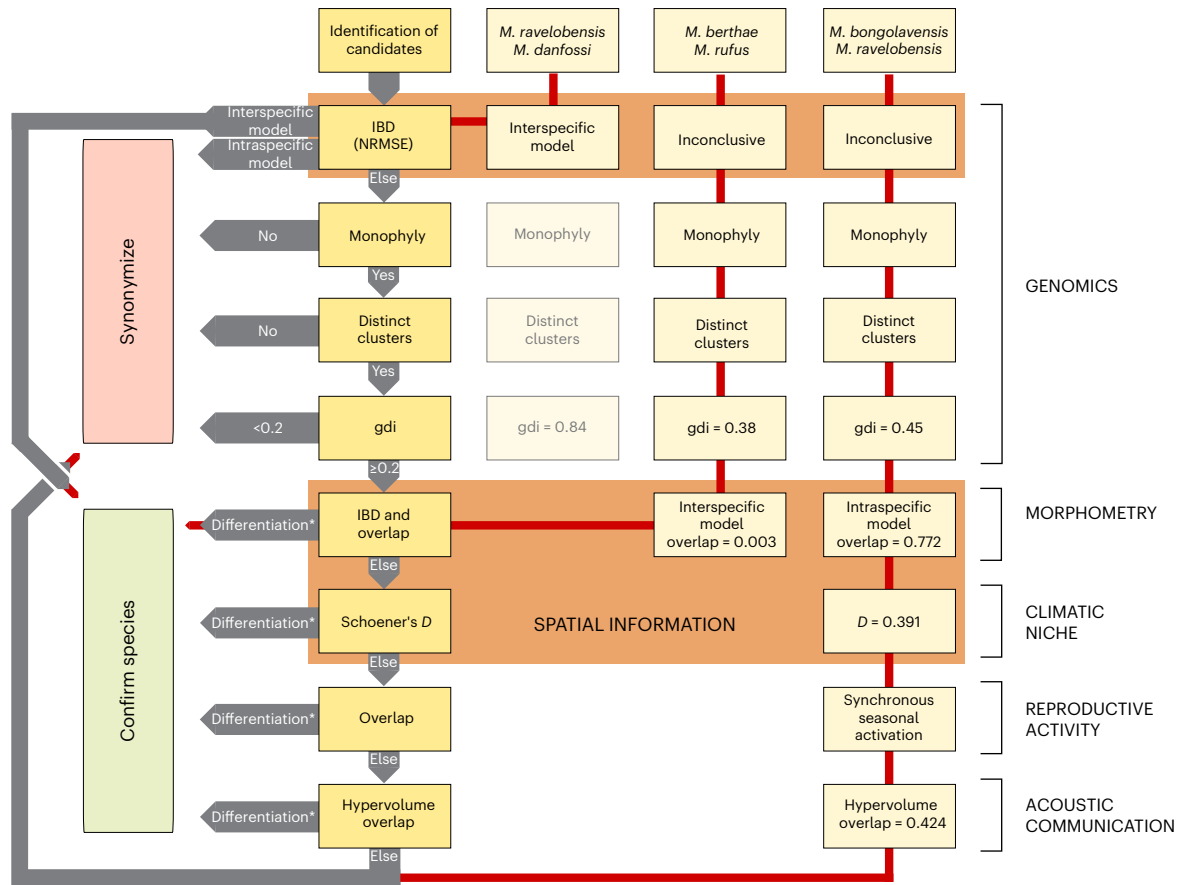 Identification of
candidates
M. ravelobensis
M. danfossi
M. berthae
M. rufus
M. bongolavensis
M. ravelobensis
Interspecific
model
Intraspecific
model
IBD
(NRMSE)
Interspecific
model
Inconclusive
Inconclusive
Else
No
Monophyly
Monophyly
Monophyly
Monophyly
Yes
GENOMICS
Synonymize
No
Distinct
clusters
Distinct
clusters
Distinct
clusters
Distinct
clusters
Yes
<0.2
gdi
gdi = 0.84
gdi = 0.38
gdi = 0.45
≥0.2
Differentiation*
IBD and
overlap
Interspecific
model
overlap = 0.003
Intraspecific
model
overlap = 0.772
MORPHOMETRY
Else
Differentiation*
Schoener's D
SPATIAL INFORMATION
D = 0.391
CLIMATIC
NICHE
Else
Confirm species
Differentiation*
Overlap
Synchronous
seasonal
activation
REPRODUCTIVE
ACTIVITY
Else
Differentiation*
Hypervolume
overlap
Hypervolume
overlap = 0.424
ACOUSTIC
COMMUNICATION
Else